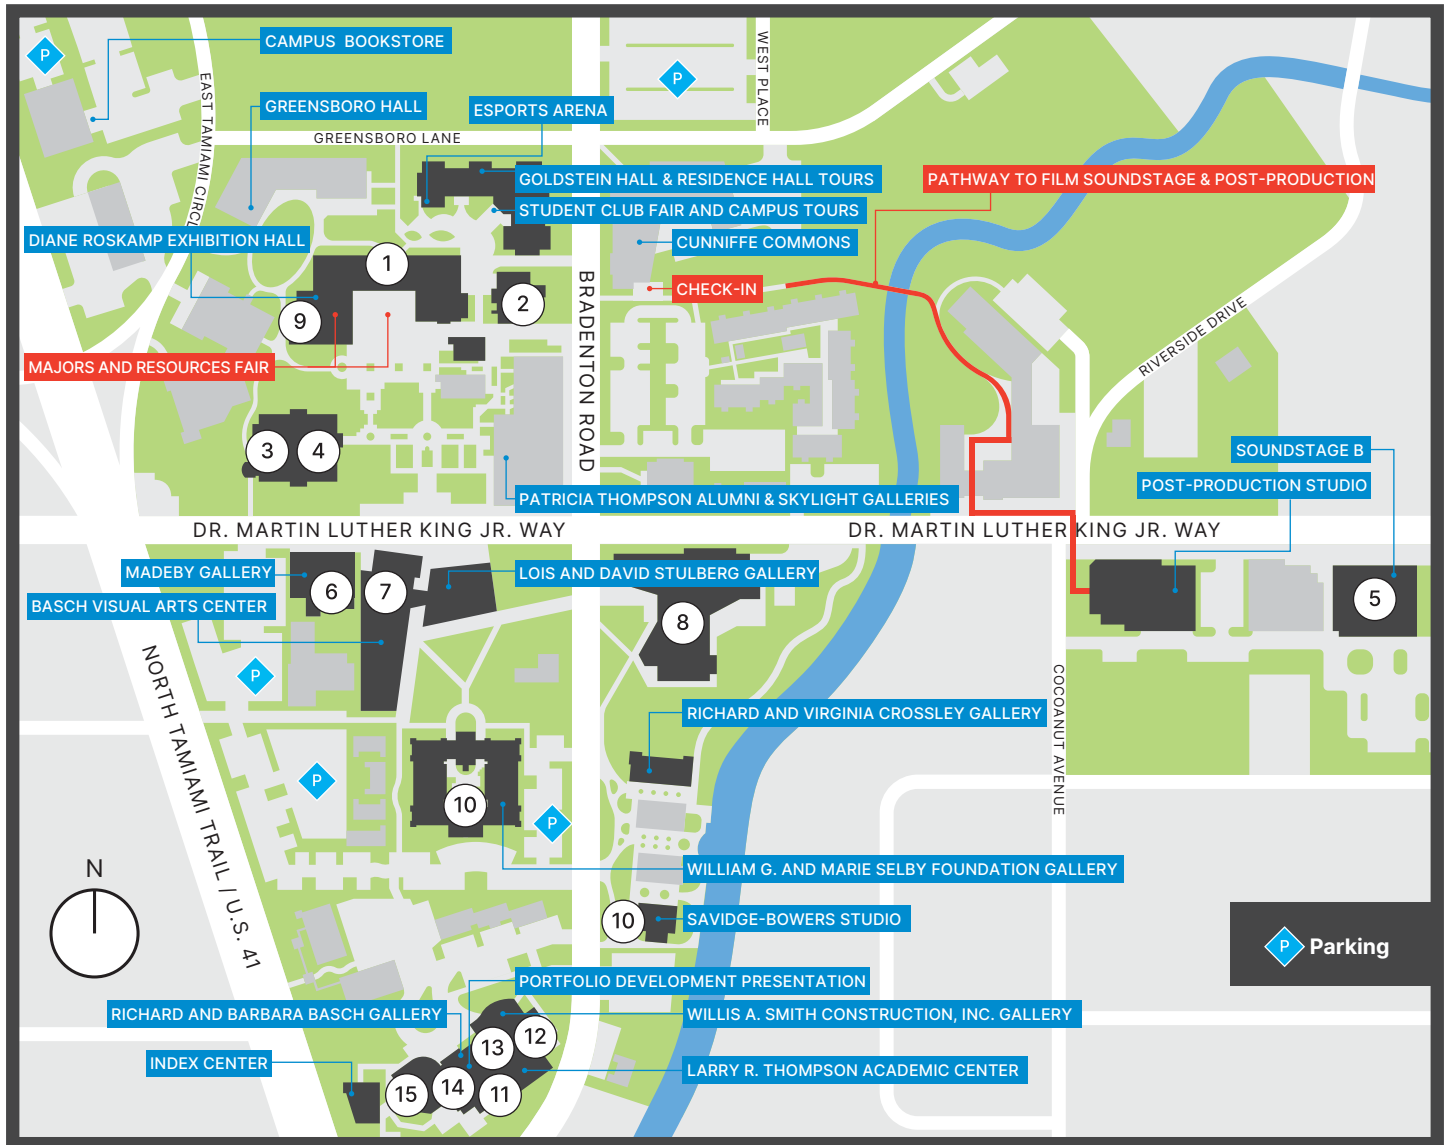 CAMPUS BOOKSTORE
P
P
WEST PLACE
EAST TAMIAMI CIRCL
GREENSBORO HALL
ESPORTS ARENA
GREENSBORO LANE
GOLDSTEIN HALL & RESIDENCE HALL TOURS
PATHWAY TO FILM SOUNDSTAGE & POST-PRODUCTION
STUDENT CLUB FAIR AND CAMPUS TOURS
DIANE ROSKAMP EXHIBITION HALL
CUNNIFFE COMMONS
1
CHECK-IN
2
9
BRADENTON ROAD
RIVERSIDE DRIVE
MAJORS AND RESOURCES FAIR
3
4
SOUNDSTAGE B
POST-PRODUCTION STUDIO
PATRICIA THOMPSON ALUMNI & SKYLIGHT GALLERIES
DR. MARTIN LUTHER KING JR. WAY
DR. MARTIN LUTHER KING JR. WAY
MADEBY GALLERY
LOIS AND DAVID STULBERG GALLERY
6
7
5
BASCH VISUAL ARTS CENTER
8
P
NORTH TAMIAMI TRAIL / U.S. 41
COCOANUT AVENUE
RICHARD AND VIRGINIA CROSSLEY GALLERY
P
10
P
WILLIAM G. AND MARIE SELBY FOUNDATION GALLERY
N
10
SAVIDGE-BOWERS STUDIO
P Parking
PORTFOLIO DEVELOPMENT PRESENTATION
RICHARD AND BARBARA BASCH GALLERY
WILLIS A. SMITH CONSTRUCTION, INC. GALLERY
12
13
INDEX CENTER
LARRY R. THOMPSON ACADEMIC CENTER
15
14
11